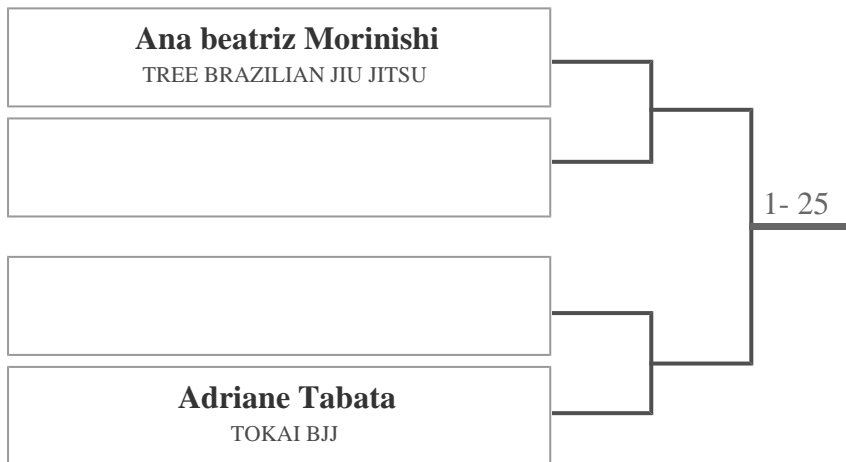 Ana beatriz Morinishi
TREE BRAZILIAN JIU JITSU
1- 25
Adriane Tabata
TOKAI BJJ